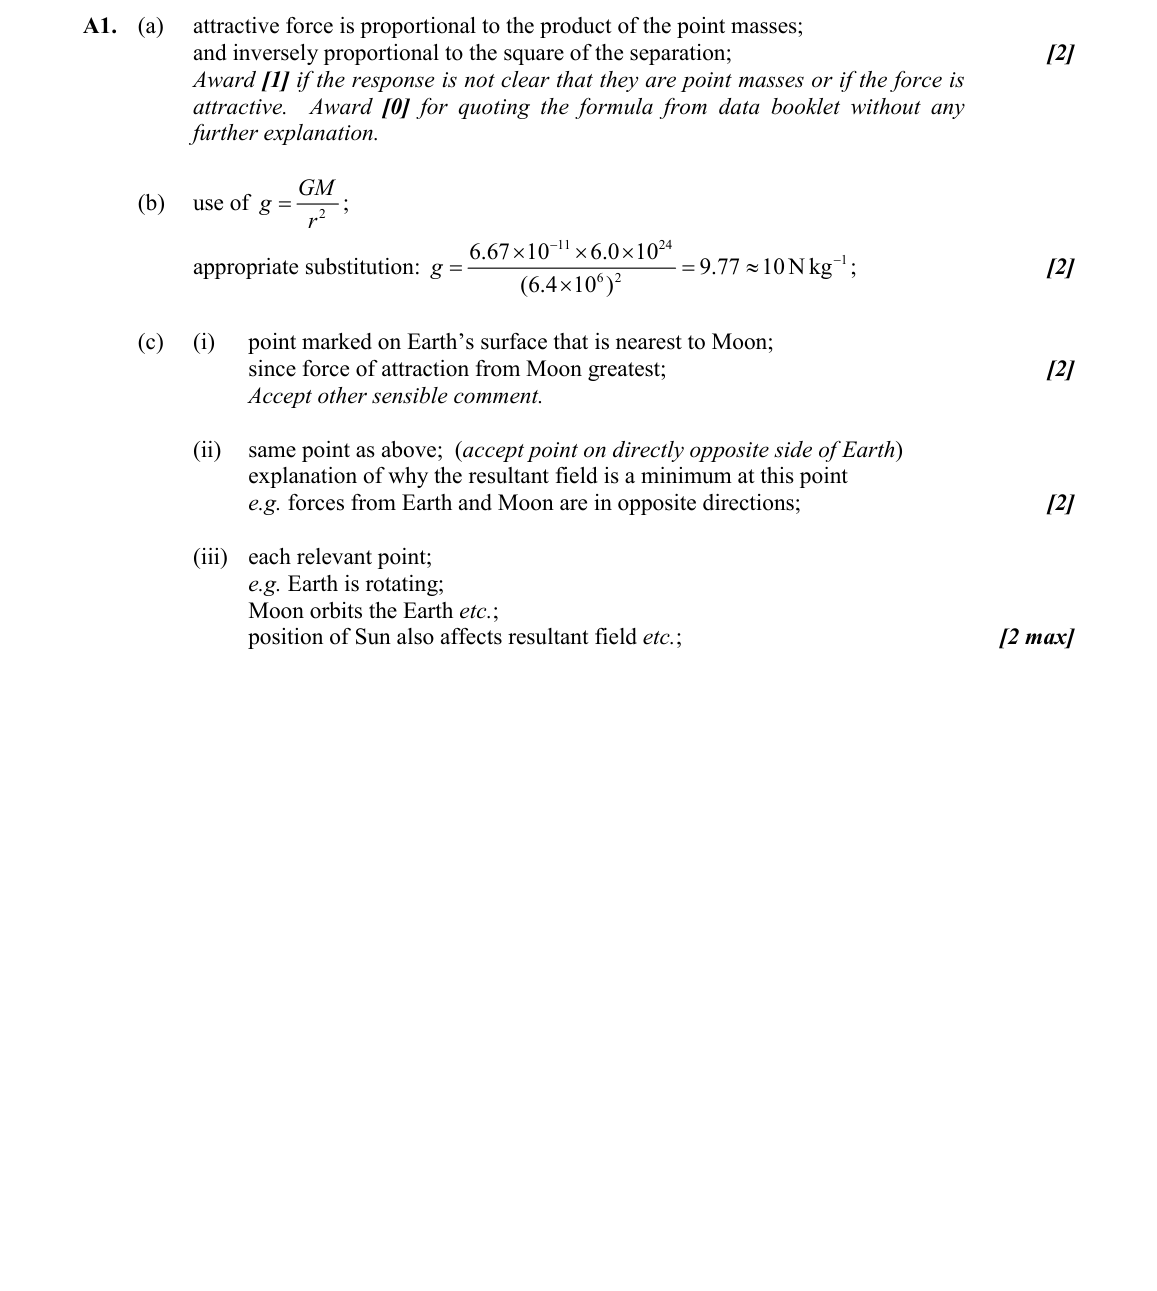 A1. (a) attractive force is proportional to the product of the point masses;
and inversely proportional to the square of the separation; [2]
Award [1] if the response is not clear that they are point masses or if the force is
attractive. Award [0] for quoting the formula from data booklet without any
further explanation.
(b) use of g = GM/r²;
appropriate substitution: g = 6.67×10⁻¹¹×6.0×10²⁴/(6.4×10⁶)² = 9.77 ≈ 10 N kg⁻¹; [2]
(c) (i) point marked on Earth’s surface that is nearest to Moon;
since force of attraction from Moon greatest; [2]
Accept other sensible comment.
(ii) same point as above; (accept point on directly opposite side of Earth)
explanation of why the resultant field is a minimum at this point
e.g. forces from Earth and Moon are in opposite directions; [2]
(iii) each relevant point;
e.g. Earth is rotating;
Moon orbits the Earth etc.;
position of Sun also affects resultant field etc.; [2 max]